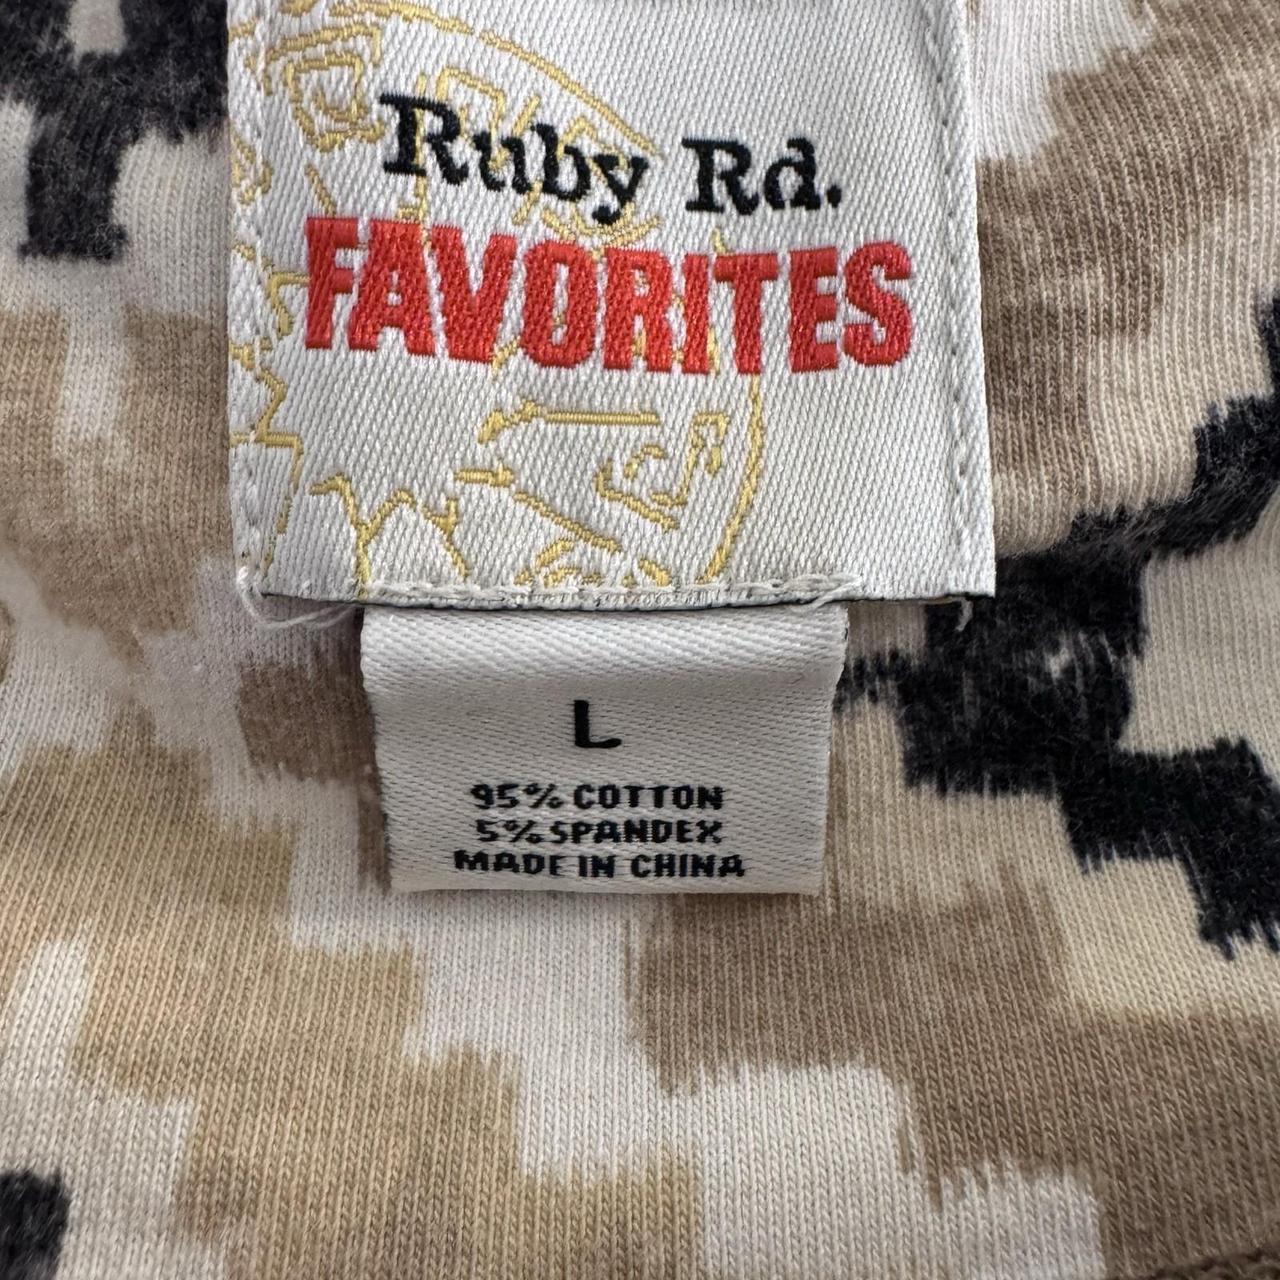 Ruby Rd.
FAVORITES
L
95% COTTON
5% SPANDEX
MADE IN CHINA